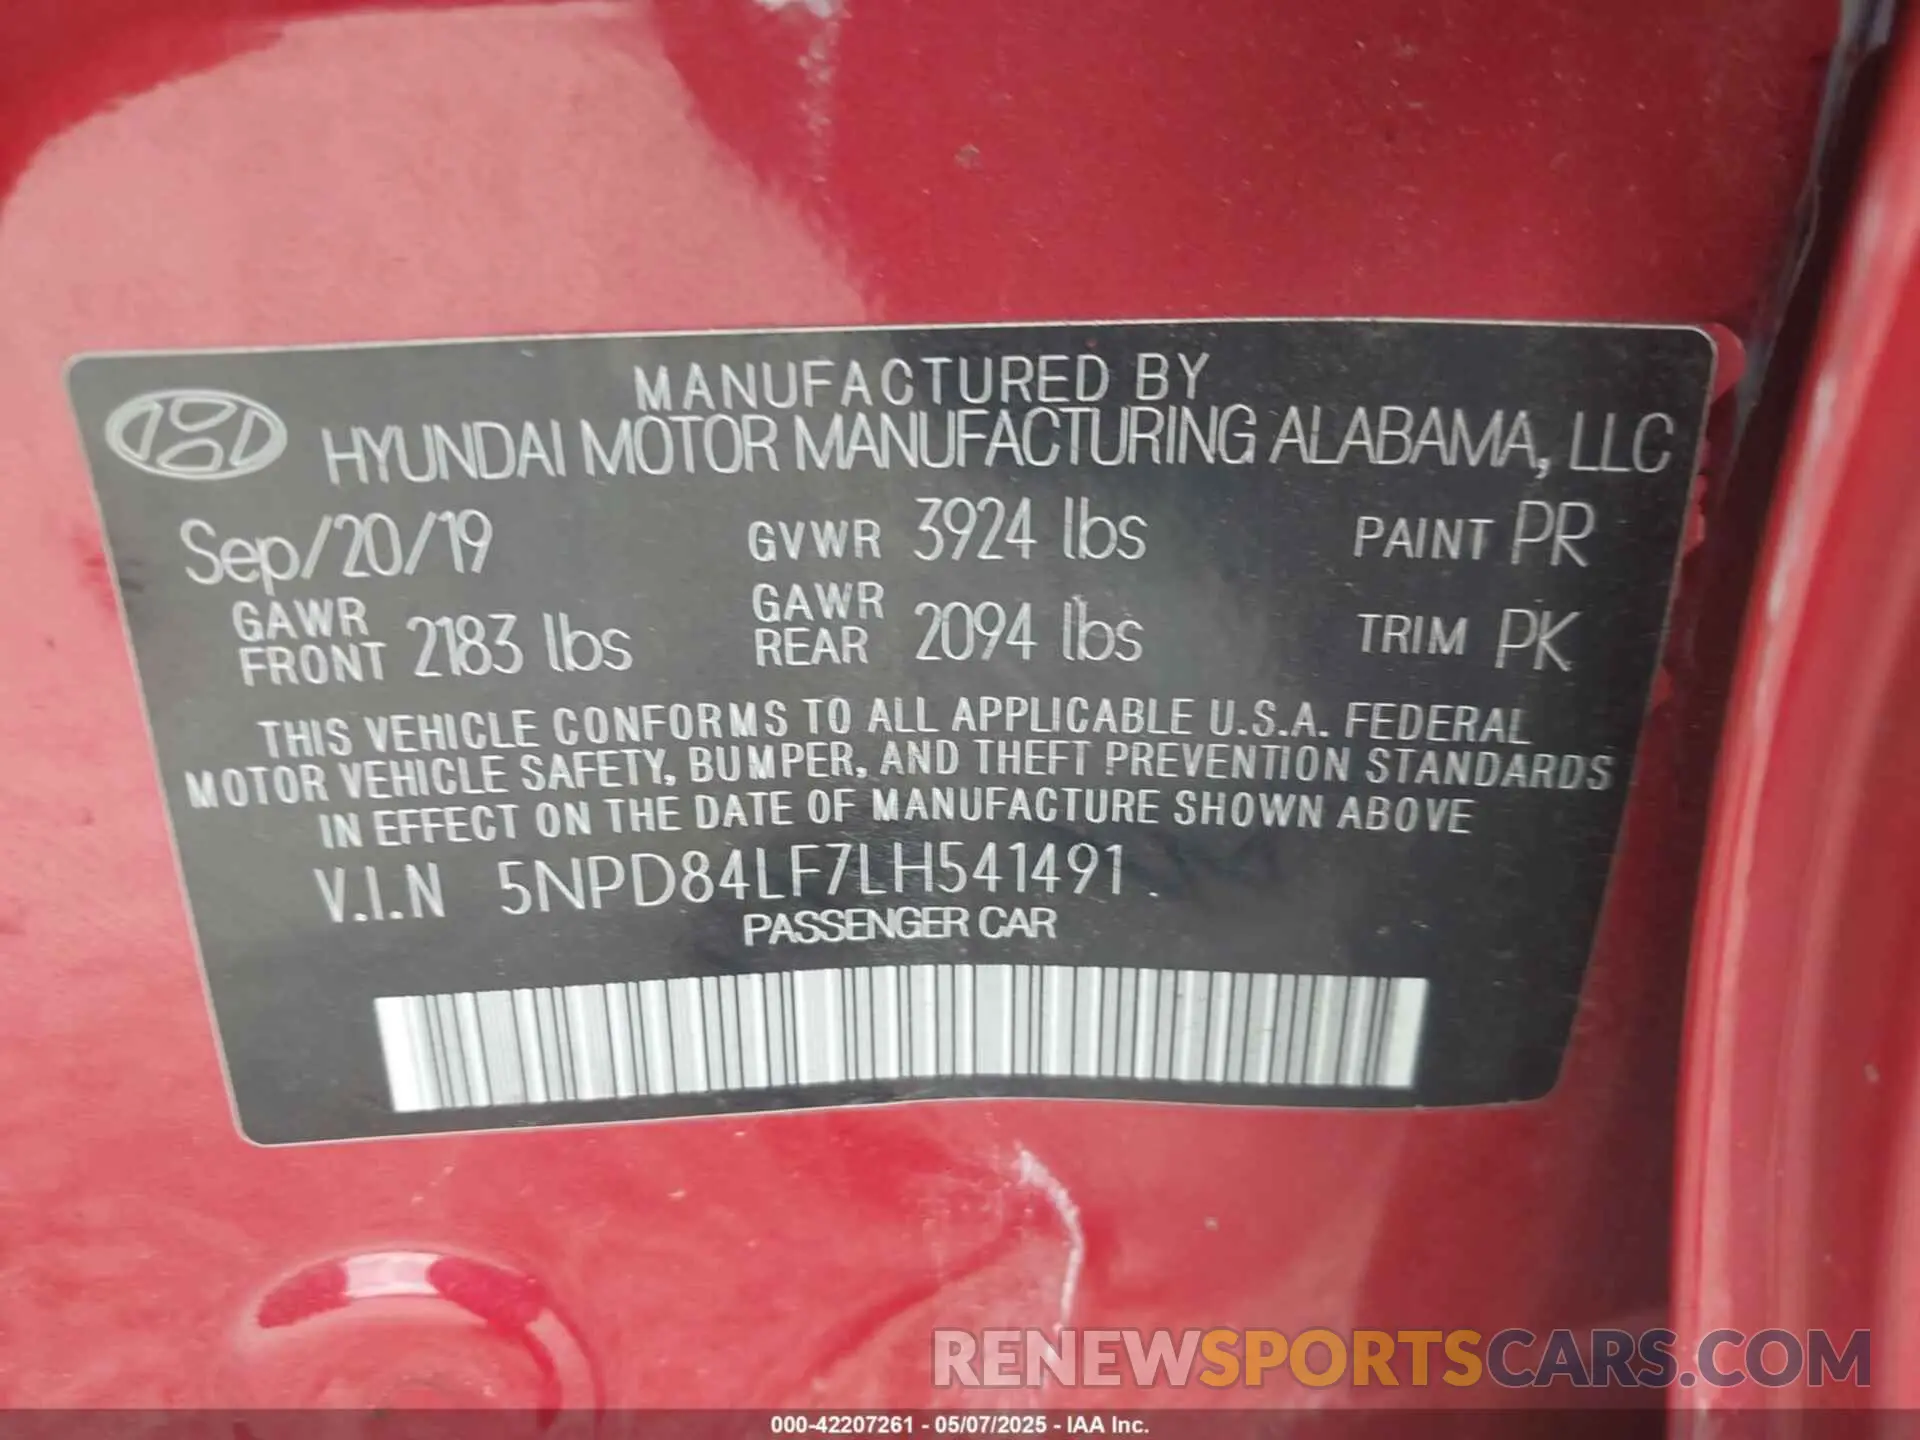 MANUFACTURED BY
HYUNDAI MOTOR MANUFACTURING ALABAMA, LLC
Sep/20/19 GVWR 3924 lbs PAINT PR
GAWR FRONT 2183 lbs GAWR REAR 2094 lbs TRIM PK
THIS VEHICLE CONFORMS TO ALL APPLICABLE U.S.A. FEDERAL
MOTOR VEHICLE SAFETY, BUMPER, AND THEFT PREVENTION STANDARDS
IN EFFECT ON THE DATE OF MANUFACTURE SHOWN ABOVE
V.I.N 5NPD84LF7LH541491
PASSENGER CAR
RENEWSPORTSCARS.COM
000-42207261 - 05/07/2025 - IAA Inc.